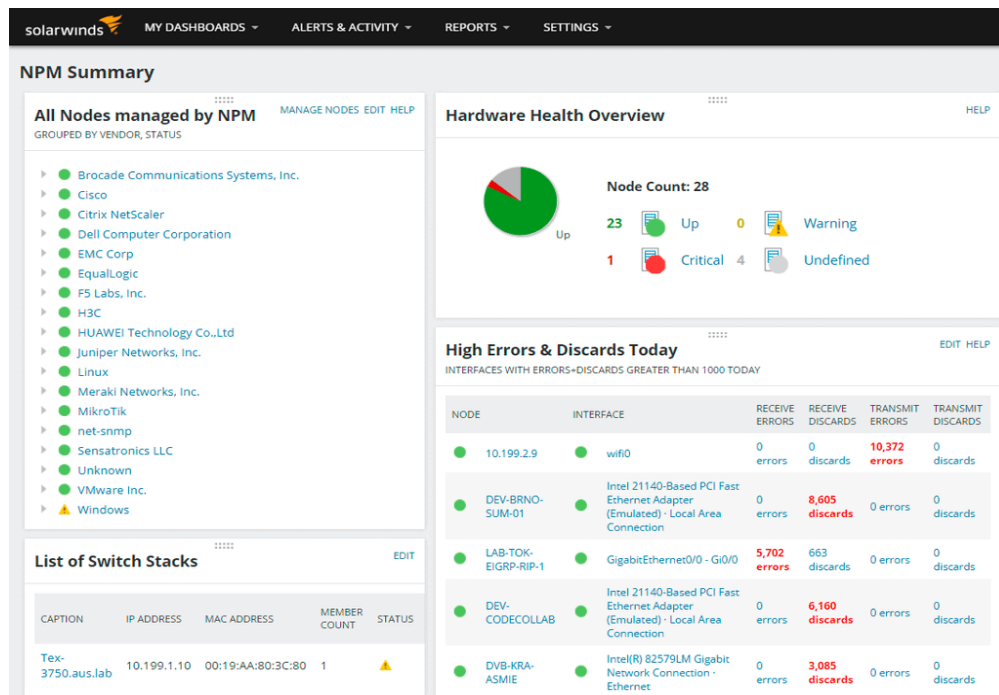 solarwinds MY DASHBOARDS ALERTS & ACTIVITY REPORTS SETTINGS
NPM Summary
All Nodes managed by NPM MANAGE NODES EDIT HELP
GROUPED BY VENDOR, STATUS
Brocade Communications Systems, Inc.
Cisco
Citrix NetScaler
Dell Computer Corporation
EMC Corp
EqualLogic
F5 Labs, Inc.
H3C
HUAWEI Technology Co.,Ltd
Juniper Networks, Inc.
Linux
Meraki Networks, Inc.
MikroTik
net-snmp
Sensatronics LLC
Unknown
VMware Inc.
Windows
List of Switch Stacks EDIT
CAPTION IP ADDRESS MAC ADDRESS MEMBER COUNT STATUS
Tex-
3750.aus.lab 10.199.1.10 00:19:AA:80:3C:80 1
Hardware Health Overview HELP
Up
Node Count: 28
23 Up 0 Warning
1 Critical 4 Undefined
High Errors & Discards Today EDIT HELP
INTERFACES WITH ERRORS+DISCARDS GREATER THAN 1000 TODAY
NODE INTERFACE RECEIVE ERRORS RECEIVE DISCARDS TRANSMIT ERRORS TRANSMIT DISCARDS
10.199.2.9 wifi0 0 errors 0 discards 10,372 errors 0 discards
DEV-BRNO-
SUM-01
Intel 21140-Based PCI Fast
Ethernet Adapter
(Emulated) · Local Area
Connection
0 errors 8,605 discards 0 errors 0 discards
LAB-TOK-
EIGRP-RIP-1
GigabitEthernet0/0 - Gi0/0
5,702 errors 663 discards 0 errors 0 discards
DEV-
CODECOLLAB
Intel 21140-Based PCI Fast
Ethernet Adapter
(Emulated) · Local Area
Connection
0 errors 6,160 discards 0 errors 0 discards
DVB-KRA-
ASMIE
Intel(R) 82579LM Gigabit
Network Connection ·
Ethernet
0 errors 3,085 discards 0 errors 0 discards